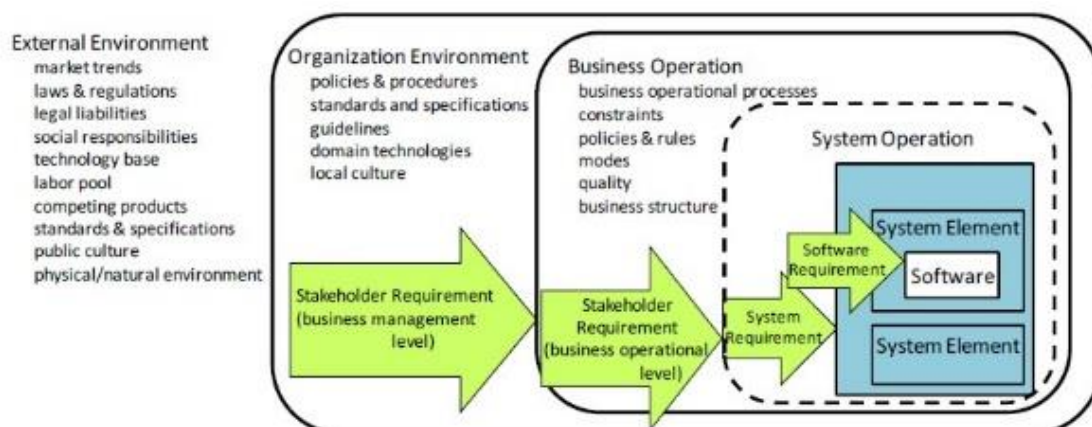 External Environment
market trends
laws & regulations
legal liabilities
social responsibilities
technology base
labor pool
competing products
standards & specifications
public culture
physical/natural environment
Organization Environment
policies & procedures
standards and specifications
guidelines
domain technologies
local culture
Business Operation
business operational processes
constraints
policies & rules
modes
quality
business structure
System Operation
System Element
Software
System Element
Stakeholder Requirement
(business management
level)
Stakeholder
Requirement
(business operational
level)
System
Requirement
Software
Requirement